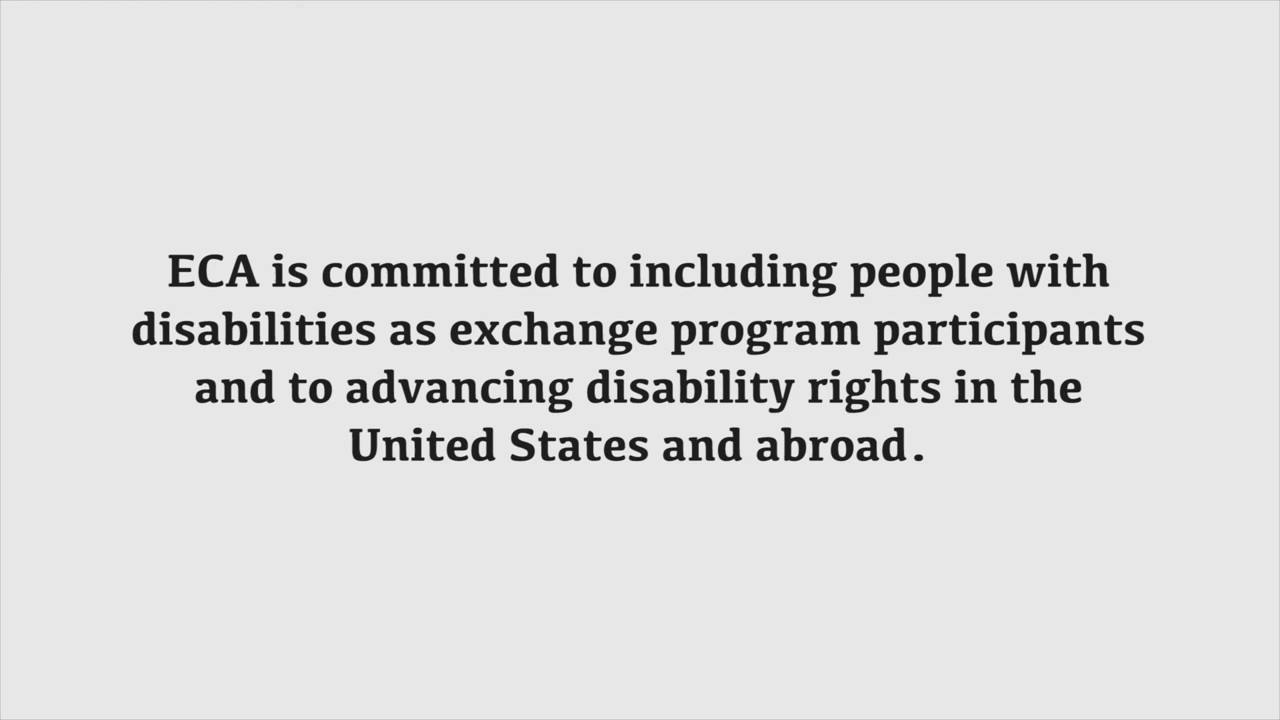 ECA is committed to including people with
disabilities as exchange program participants
and to advancing disability rights in the
United States and abroad.